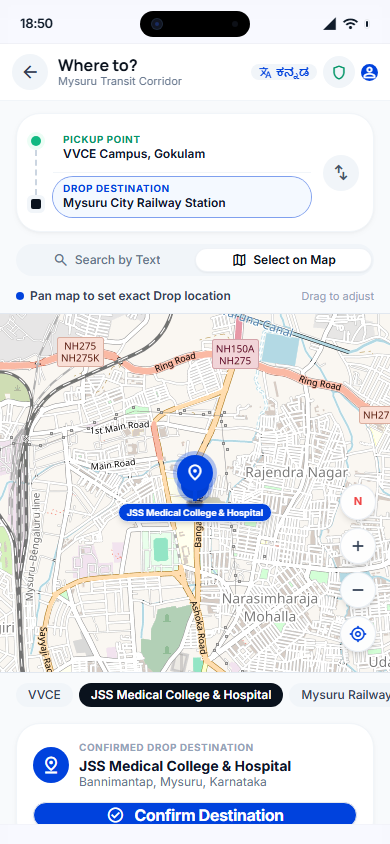 18:50
Where to?
Mysuru Transit Corridor
ಕನ್ನಡ
PICKUP POINT
VVCE Campus, Gokulam
DROP DESTINATION
Mysuru City Railway Station
Search by Text
Select on Map
Pan map to set exact Drop location
Drag to adjust
NH275
NH275K
NH150A
NH275
Ring Road
Ring Road
NH27
1st Main Road
Main Road
Rajendra Nagar
JSS Medical College & Hospital
N
Mysuru-Bengaluru line
Banga
Narasimharaja
Mohalla
Ashoka Road
Sayyaji Rao
giri
Uda
VVCE
JSS Medical College & Hospital
Mysuru Railway
CONFIRMED DROP DESTINATION
JSS Medical College & Hospital
Bannimantap, Mysuru, Karnataka
Confirm Destination